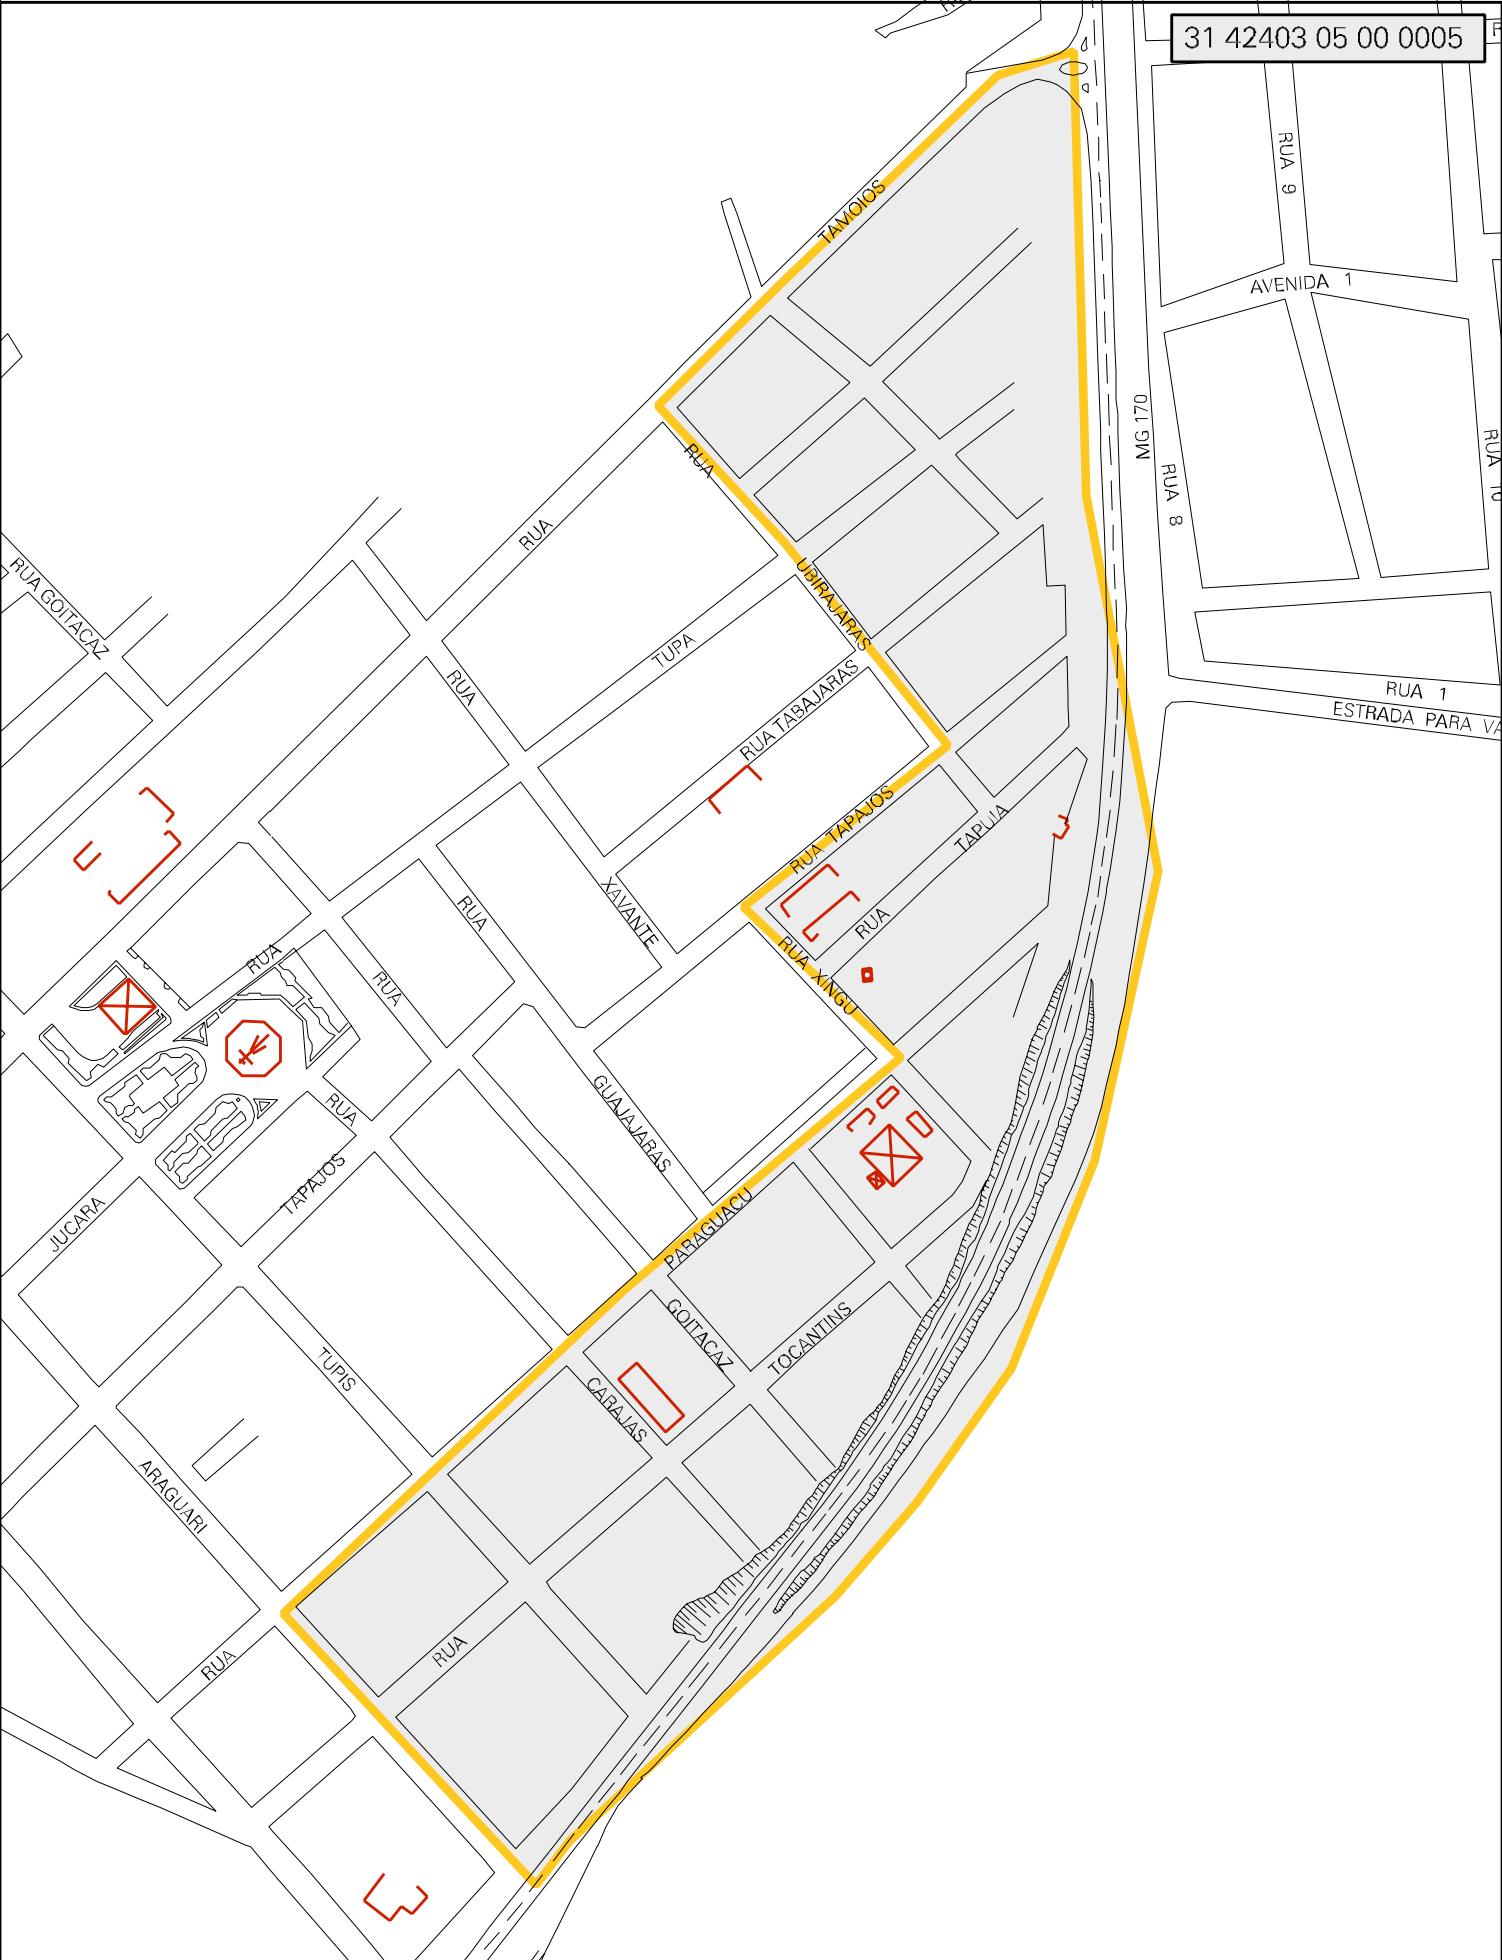 31 42403 05 00 0005
RUA 9
TAMOIOS
AVENIDA 1
MG 170
RUA
RUA 10
RUA 8
RUA
RUA GOITACAZ
UBIRAJARAS
TUPA
RUA TABAJARAS
RUA
RUA 1
ESTRADA PARA VA
RUA TAPAJOS
TAPUIA
XAVANTE
RUA
RUA
RUA
RUA XINGU
RUA
GUAJAJARAS
RUA
TAPAJOS
JUCARA
PARAGUACU
GOITACAZ
TOCANTINS
TUPIS
CARAJAS
ARAGUARI
RUA
RUA